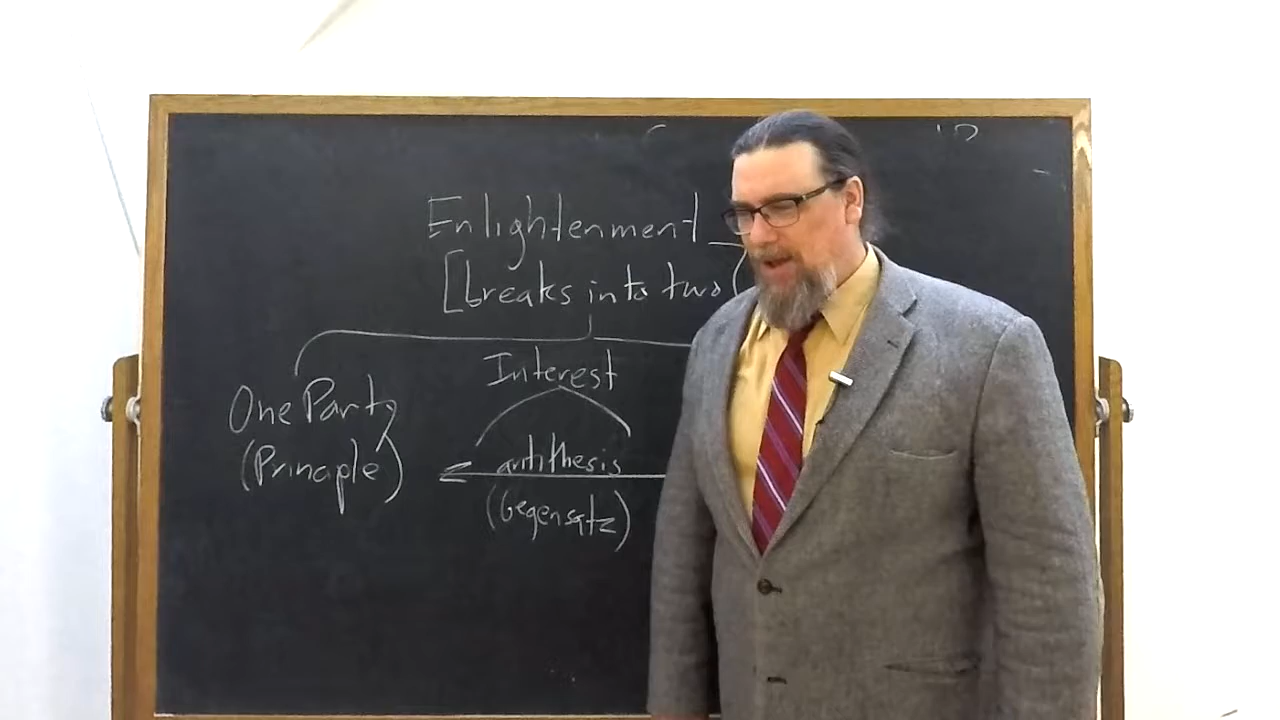 Enlightenment
[breaks into two (
Interest
One Party
(Principle)
antithesis
(Gegensatz)